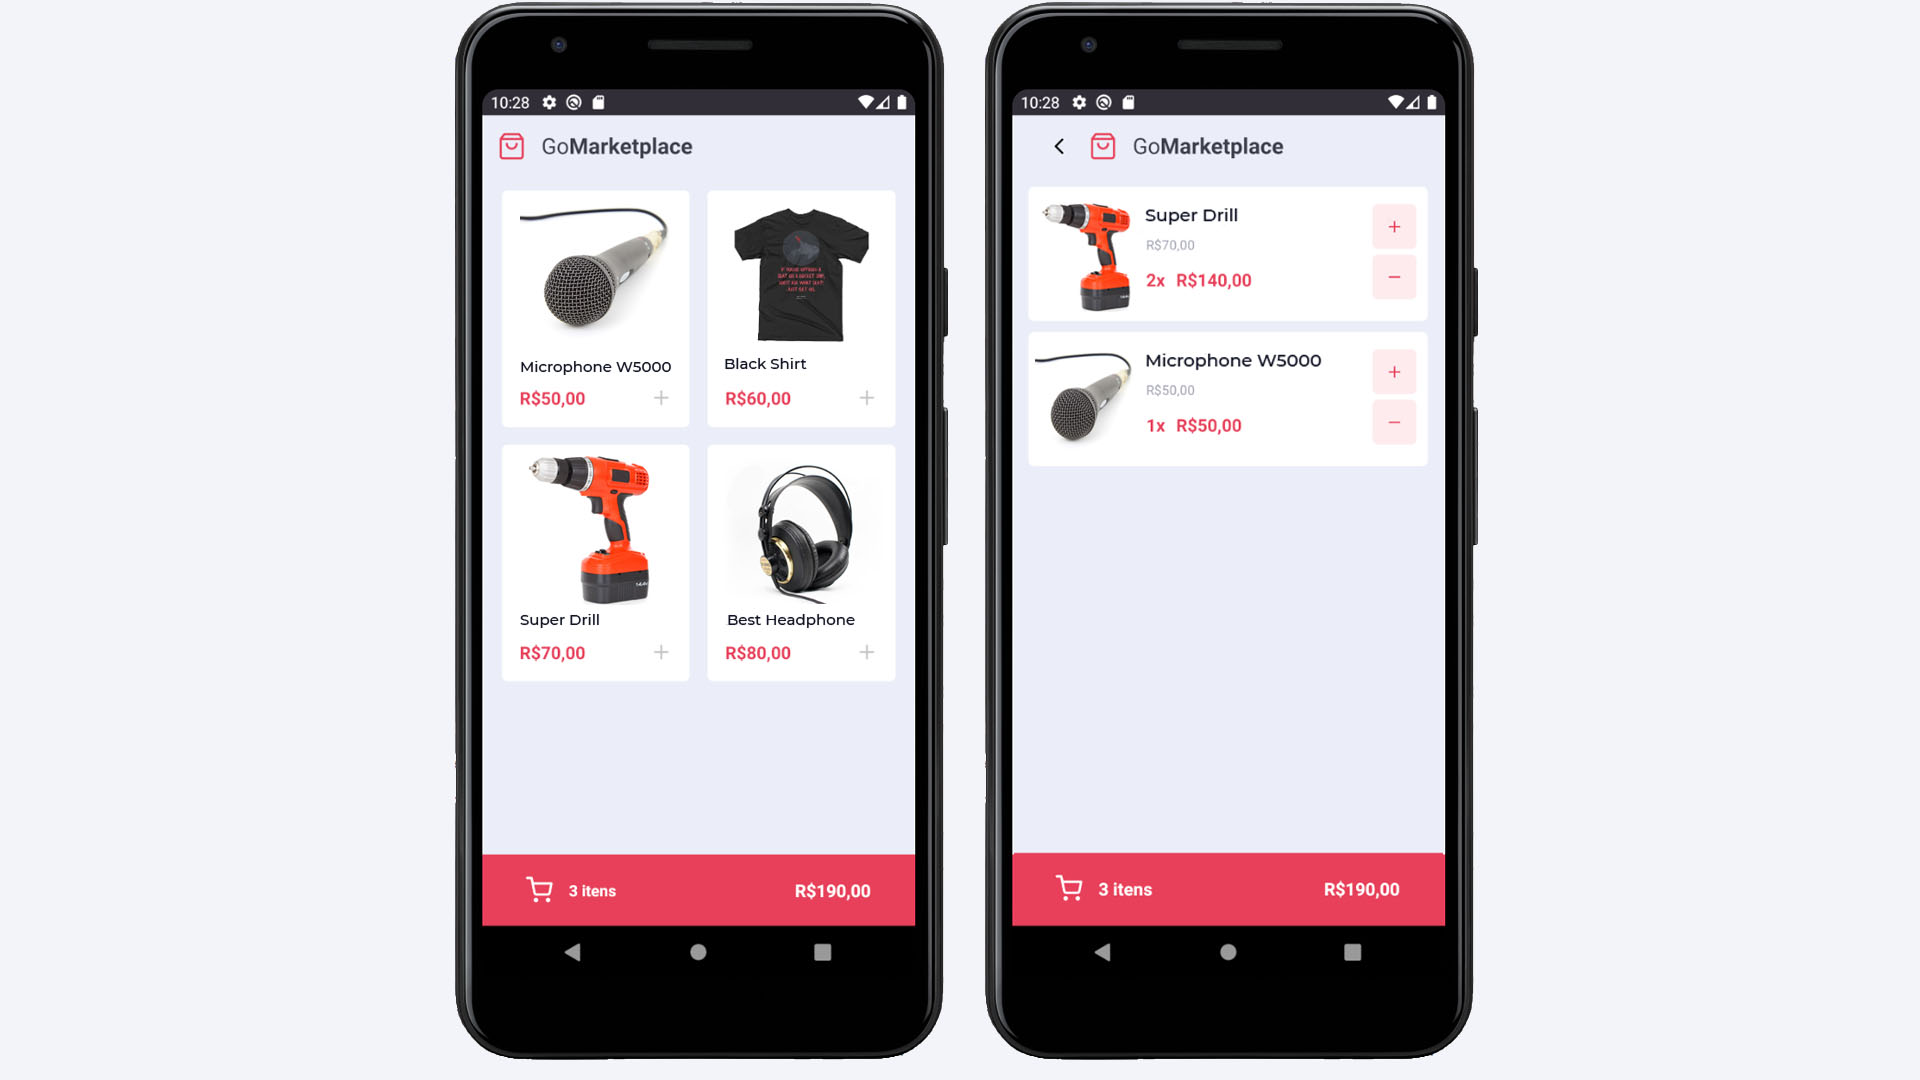 10:28
GoMarketplace
Microphone W5000
R$50,00
Black Shirt
R$60,00
Super Drill
R$70,00
Best Headphone
R$80,00
3 itens
R$190,00
10:28
GoMarketplace
Super Drill
R$70,00
2x R$140,00
Microphone W5000
R$50,00
1x R$50,00
3 itens
R$190,00